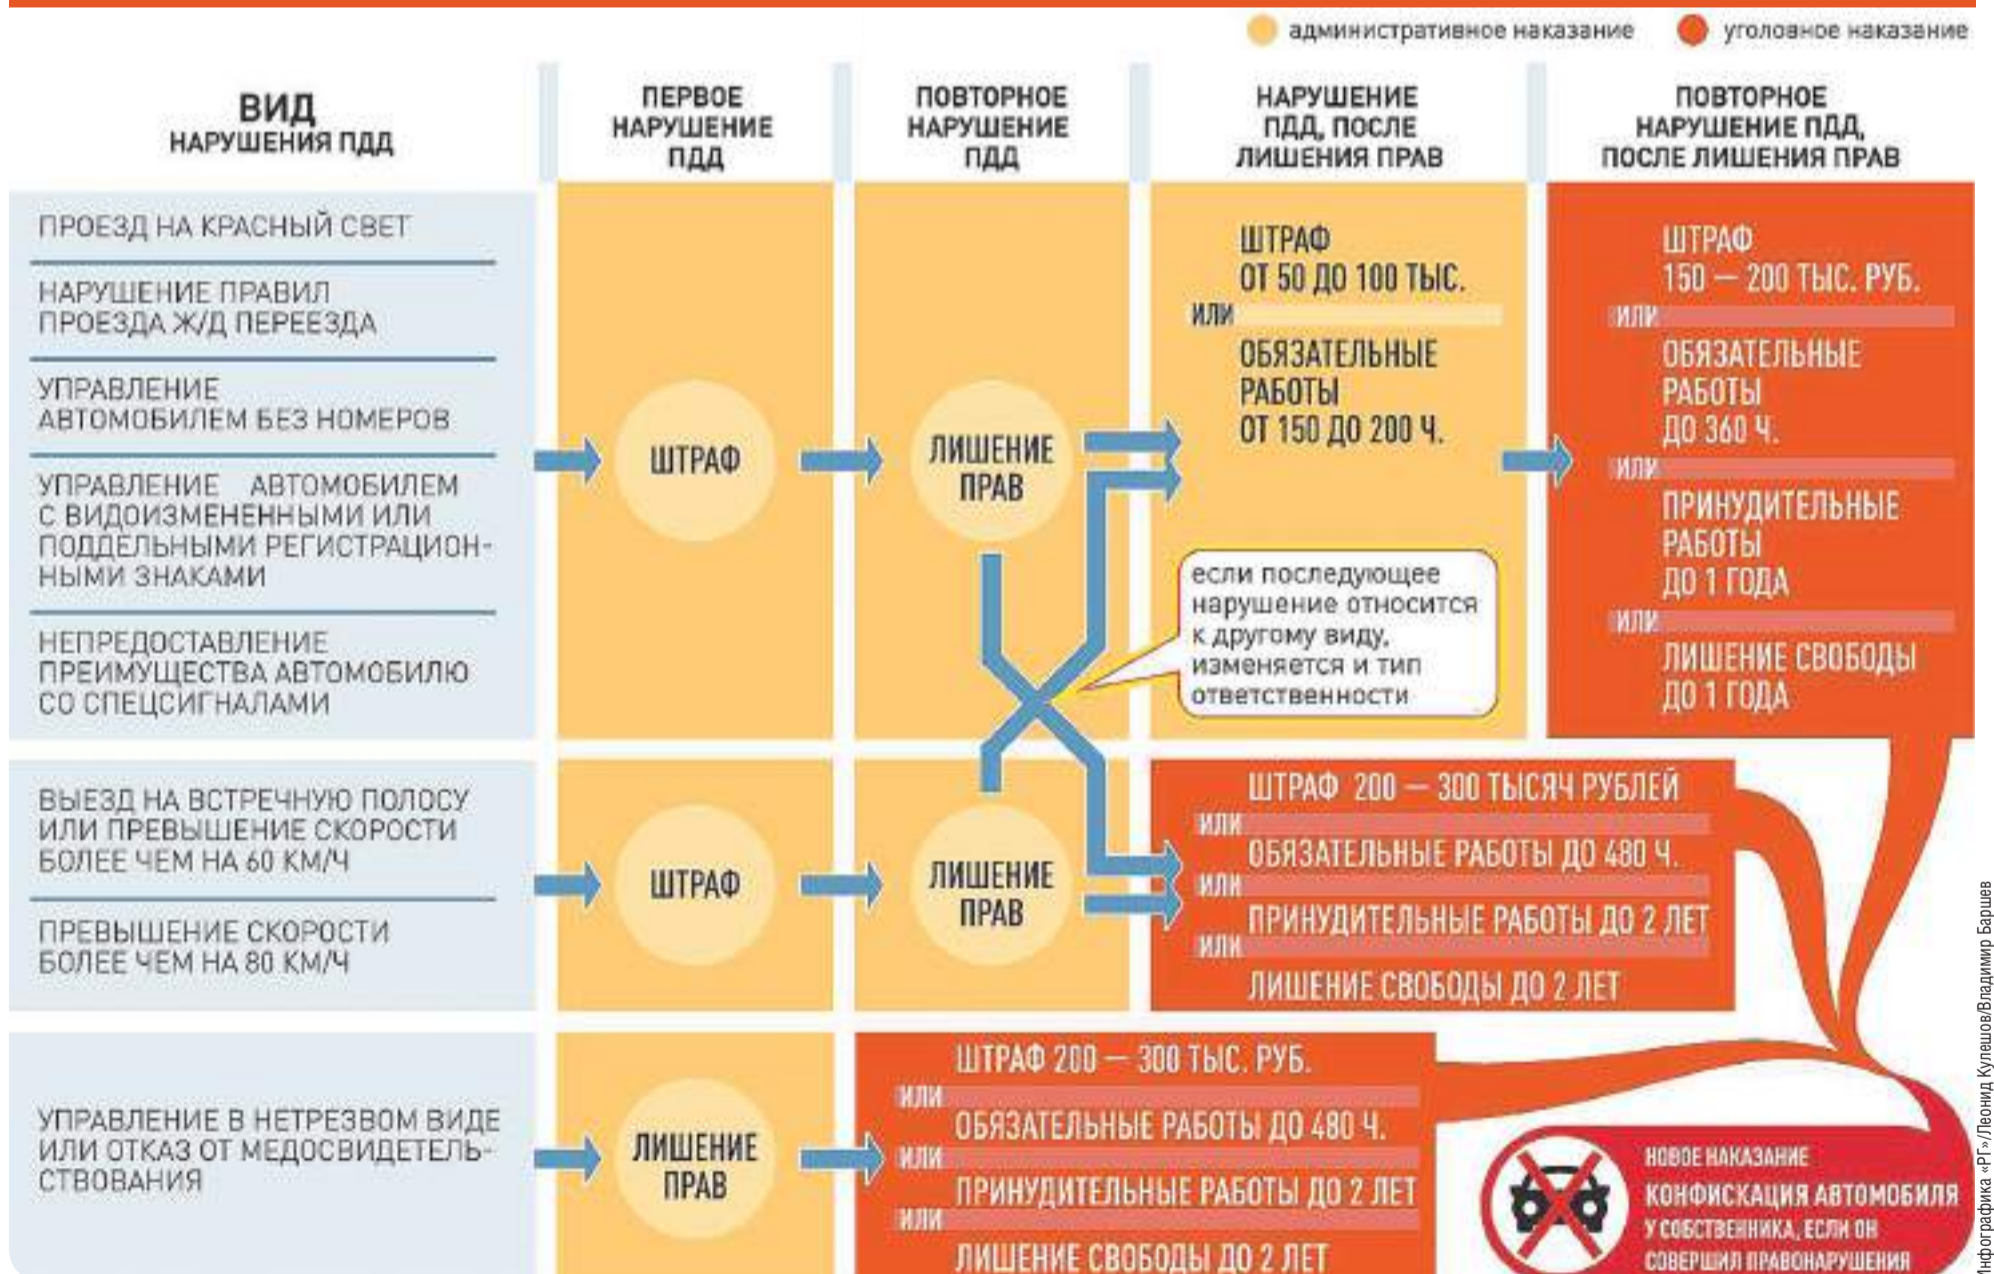 административное наказание
уголовное наказание
ВИД
НАРУШЕНИЯ ПДД
ПЕРВОЕ
НАРУШЕНИЕ
ПДД
ПОВТОРНОЕ
НАРУШЕНИЕ
ПДД
НАРУШЕНИЕ
ПДД, ПОСЛЕ
ЛИШЕНИЯ ПРАВ
ПОВТОРНОЕ
НАРУШЕНИЕ ПДД,
ПОСЛЕ ЛИШЕНИЯ ПРАВ
ПРОЕЗД НА КРАСНЫЙ СВЕТ
НАРУШЕНИЕ ПРАВИЛ
ПРОЕЗДА Ж/Д ПЕРЕЕЗДА
УПРАВЛЕНИЕ
АВТОМОБИЛЕМ БЕЗ НОМЕРОВ
УПРАВЛЕНИЕ АВТОМОБИЛЕМ
С ВИДОИЗМЕНЕННЫМИ ИЛИ
ПОДДЕЛЬНЫМИ РЕГИСТРАЦИОН-
НЫМИ ЗНАКАМИ
НЕПРЕДОСТАВЛЕНИЕ
ПРЕИМУЩЕСТВА АВТОМОБИЛЮ
СО СПЕЦСИГНАЛАМИ
ШТРАФ
ЛИШЕНИЕ
ПРАВ
ШТРАФ
ОТ 50 ДО 100 ТЫС.
ИЛИ
ОБЯЗАТЕЛЬНЫЕ
РАБОТЫ
ОТ 150 ДО 200 Ч.
если последующее
нарушение относится
к другому виду,
изменяется и тип
ответственности
ШТРАФ
150 — 200 ТЫС. РУБ.
ИЛИ
ОБЯЗАТЕЛЬНЫЕ
РАБОТЫ
ДО 360 Ч.
ИЛИ
ПРИНУДИТЕЛЬНЫЕ
РАБОТЫ
ДО 1 ГОДА
ИЛИ
ЛИШЕНИЕ СВОБОДЫ
ДО 1 ГОДА
ВЫЕЗД НА ВСТРЕЧНУЮ ПОЛОСУ
ИЛИ ПРЕВЫШЕНИЕ СКОРОСТИ
БОЛЕЕ ЧЕМ НА 60 КМ/Ч
ПРЕВЫШЕНИЕ СКОРОСТИ
БОЛЕЕ ЧЕМ НА 80 КМ/Ч
ШТРАФ
ЛИШЕНИЕ
ПРАВ
ШТРАФ 200 — 300 ТЫСЯЧ РУБЛЕЙ
ИЛИ
ОБЯЗАТЕЛЬНЫЕ РАБОТЫ ДО 480 Ч.
ИЛИ
ПРИНУДИТЕЛЬНЫЕ РАБОТЫ ДО 2 ЛЕТ
ИЛИ
ЛИШЕНИЕ СВОБОДЫ ДО 2 ЛЕТ
УПРАВЛЕНИЕ В НЕТРЕЗВОМ ВИДЕ
ИЛИ ОТКАЗ ОТ МЕДОСВИДЕТЕЛЬ-
СТВОВАНИЯ
ЛИШЕНИЕ
ПРАВ
ШТРАФ 200 — 300 ТЫС. РУБ.
ИЛИ
ОБЯЗАТЕЛЬНЫЕ РАБОТЫ ДО 480 Ч.
ИЛИ
ПРИНУДИТЕЛЬНЫЕ РАБОТЫ ДО 2 ЛЕТ
ИЛИ
ЛИШЕНИЕ СВОБОДЫ ДО 2 ЛЕТ
НОВОЕ НАКАЗАНИЕ
КОНФИСКАЦИЯ АВТОМОБИЛЯ
У СОБСТВЕННИКА, ЕСЛИ ОН
СОВЕРШИЛ ПРАВОНАРУШЕНИЯ
Инфографика «РГ»/Леонид Кулешов/Владимир Баршев